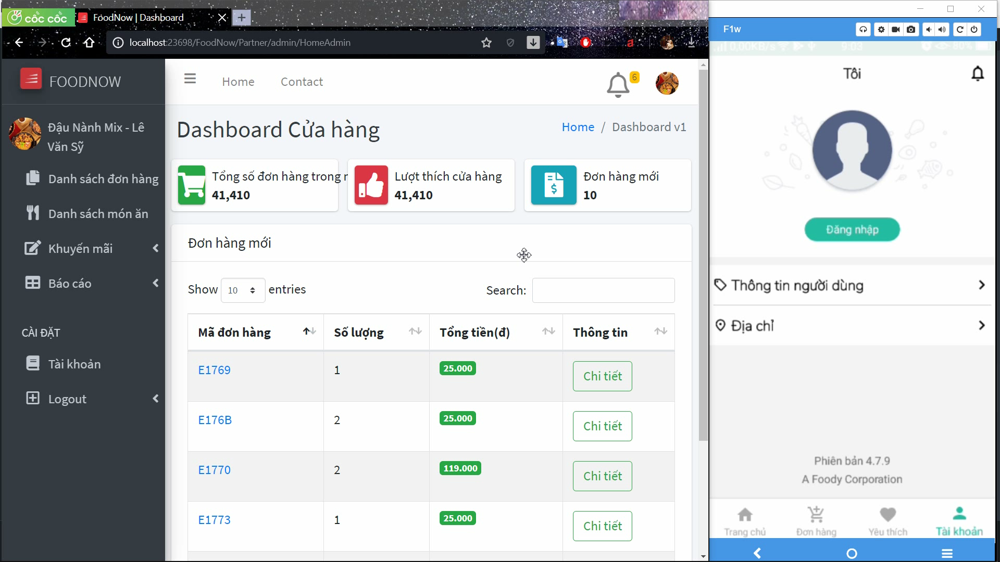 cốc cốc
FoodNow | Dashboard
localhost:23698/FoodNow/Partner/admin/HomeAdmin
FOODNOW
Home
Contact
6
Đậu Nành Mix - Lê
Văn Sỹ
Danh sách đơn hàng
Danh sách món ăn
Khuyến mãi
Báo cáo
CÀI ĐẶT
Tài khoản
Logout
Dashboard Cửa hàng
Home / Dashboard v1
Tổng số đơn hàng trong
41,410
Lượt thích cửa hàng
41,410
Đơn hàng mới
10
Đơn hàng mới
Show 10 entries
Search:
Mã đơn hàng Số lượng Tổng tiền(đ) Thông tin
E1769 1 25.000 Chi tiết
E176B 2 25.000 Chi tiết
E1770 2 119.000 Chi tiết
E1773 1 25.000 Chi tiết
F1w
0,00KB/s 9:03 80%
Tôi
Đăng nhập
Thông tin người dùng
Địa chỉ
Phiên bản 4.7.9
A Foody Corporation
Trang chủ
Đơn hàng
Yêu thích
Tài khoản